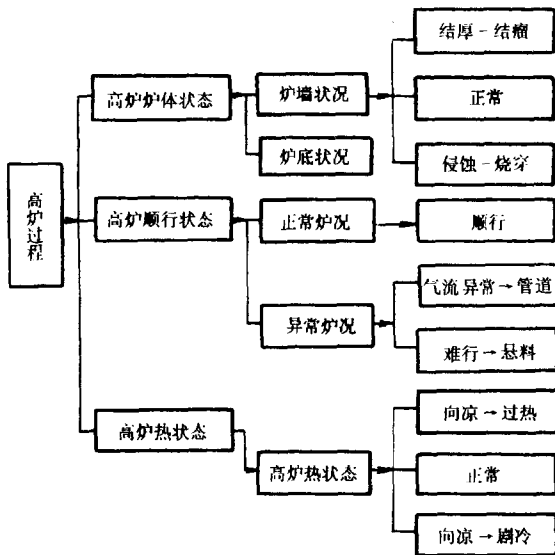 高炉过程
高炉炉体状态
炉墙状况
结厚-结瘤
正常
侵蚀-烧穿
炉底状况
高炉顺行状态
正常炉况
顺行
异常炉况
气流异常→管道
难行→悬料
高炉热状态
高炉热状态
向凉→过热
正常
向凉→剧冷